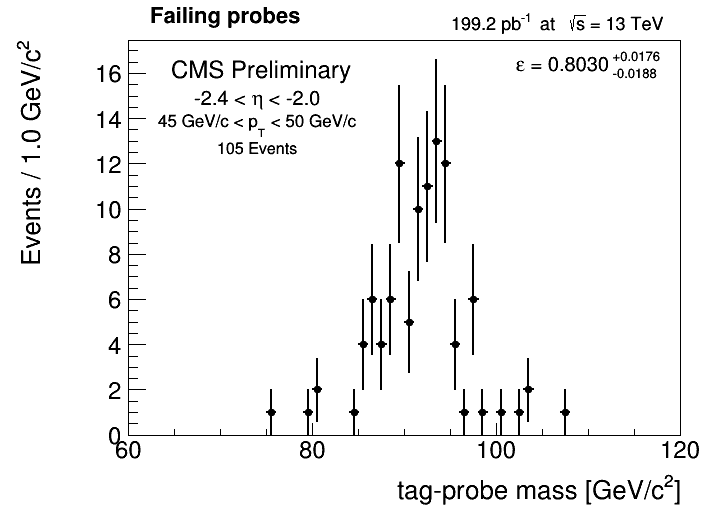 Failing probes
199.2 pb⁻¹ at √s = 13 TeV
CMS Preliminary
-2.4 < η < -2.0
45 GeV/c < p_T < 50 GeV/c
105 Events
ε = 0.8030 +0.0176 -0.0188
Events / 1.0 GeV/c²
16
14
12
10
8
6
4
2
0
60 80 100 120
tag-probe mass [GeV/c²]